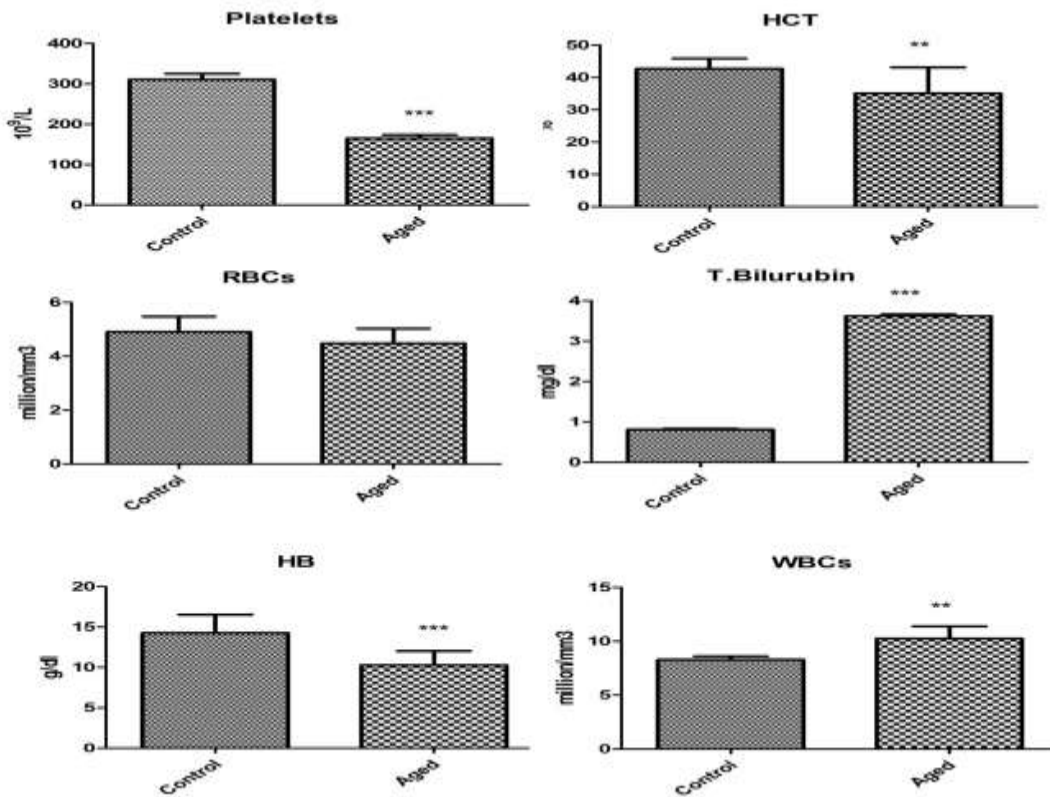 Platelets
400
300
200
100
0
10⁹/L
***
Control
Aged
HCT
50
40
30
20
10
0
%
**
Control
Aged
RBCs
6
4
2
0
million/mm3
Control
Aged
T.Bilurubin
4
3
2
1
0
mg/dl
***
Control
Aged
HB
20
15
10
5
0
g/dl
***
Control
Aged
WBCs
15
10
5
0
million/mm3
**
Control
Aged